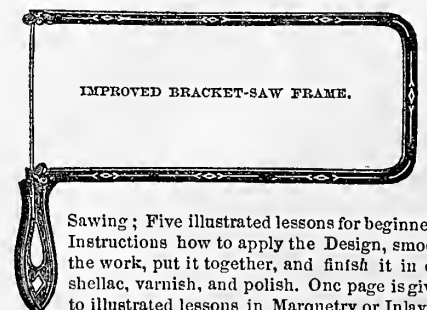 IMPROVED BRACKET-SAW FRAME.
Sawing; Five illustrated lessons for beginne
Instructions how to apply the Design, smoo
the work, put it together, and finish it in o
shellac, varnish, and polish. One page is giv
to illustrated lessons in Marquetry or Inlay